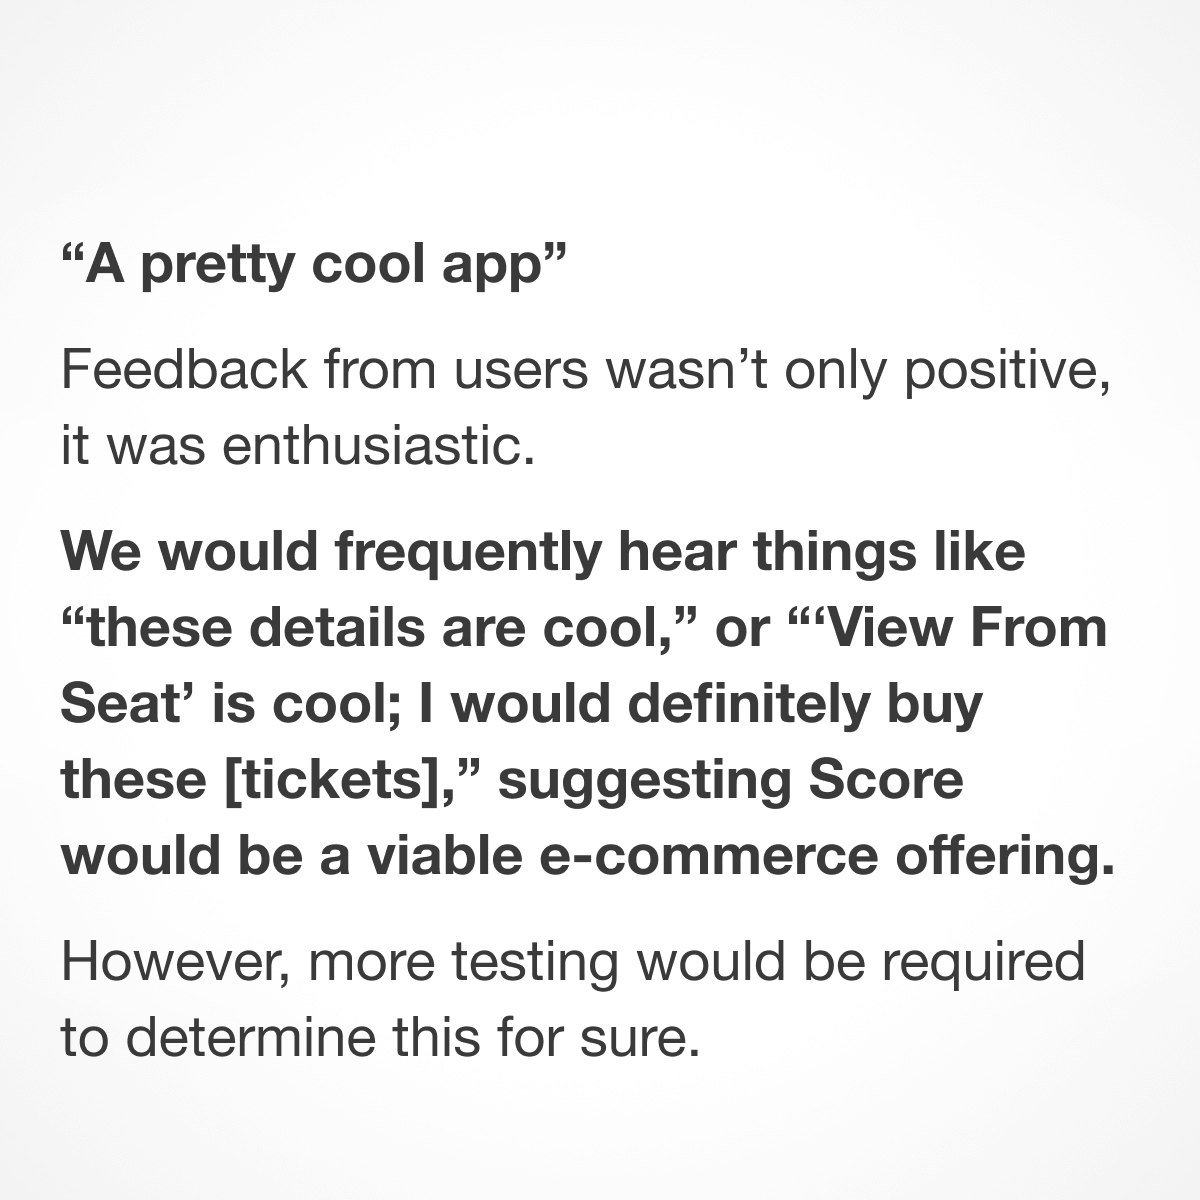 “A pretty cool app”
Feedback from users wasn’t only positive,
it was enthusiastic.
We would frequently hear things like
“these details are cool,” or “‘View From
Seat’ is cool; I would definitely buy
these [tickets],” suggesting Score
would be a viable e-commerce offering.
However, more testing would be required
to determine this for sure.